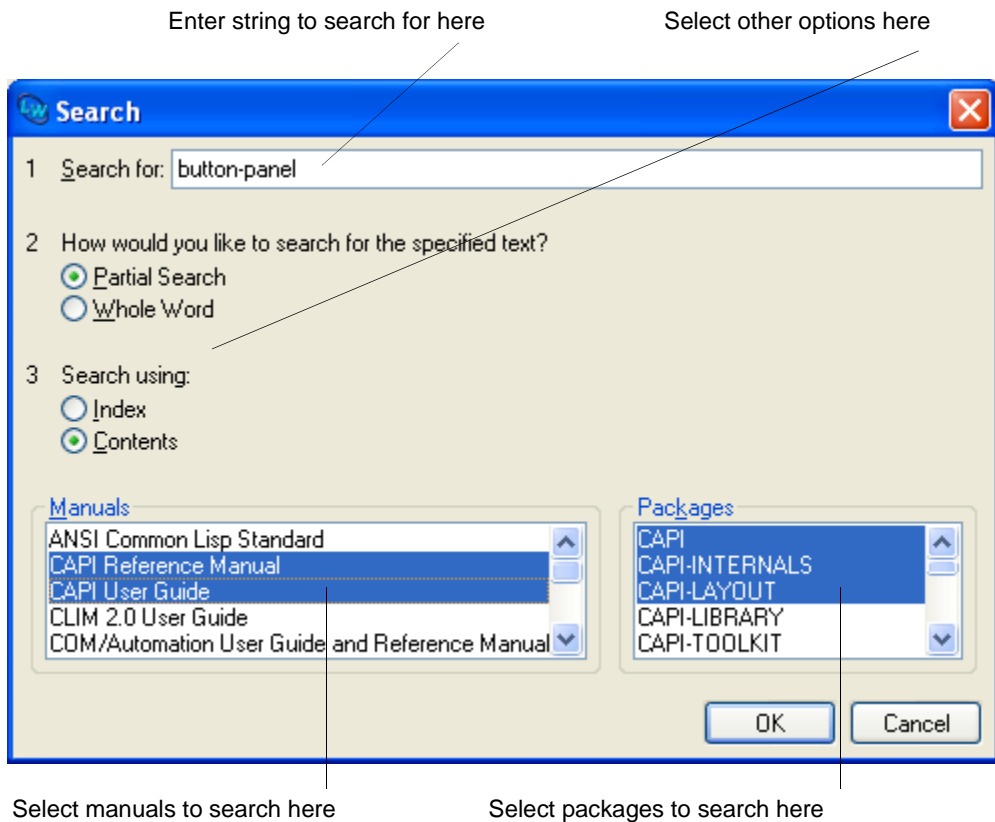 Enter string to search for here
Select other options here
LW Search
1 Search for: button-panel
2 How would you like to search for the specified text?
Partial Search
Whole Word
3 Search using:
Index
Contents
Manuals
ANSI Common Lisp Standard
CAPI Reference Manual
CAPI User Guide
CLIM 2.0 User Guide
COM/Automation User Guide and Reference Manual
Packages
CAPI
CAPI-INTERNALS
CAPI-LAYOUT
CAPI-LIBRARY
CAPI-TOOLKIT
OK
Cancel
Select manuals to search here
Select packages to search here